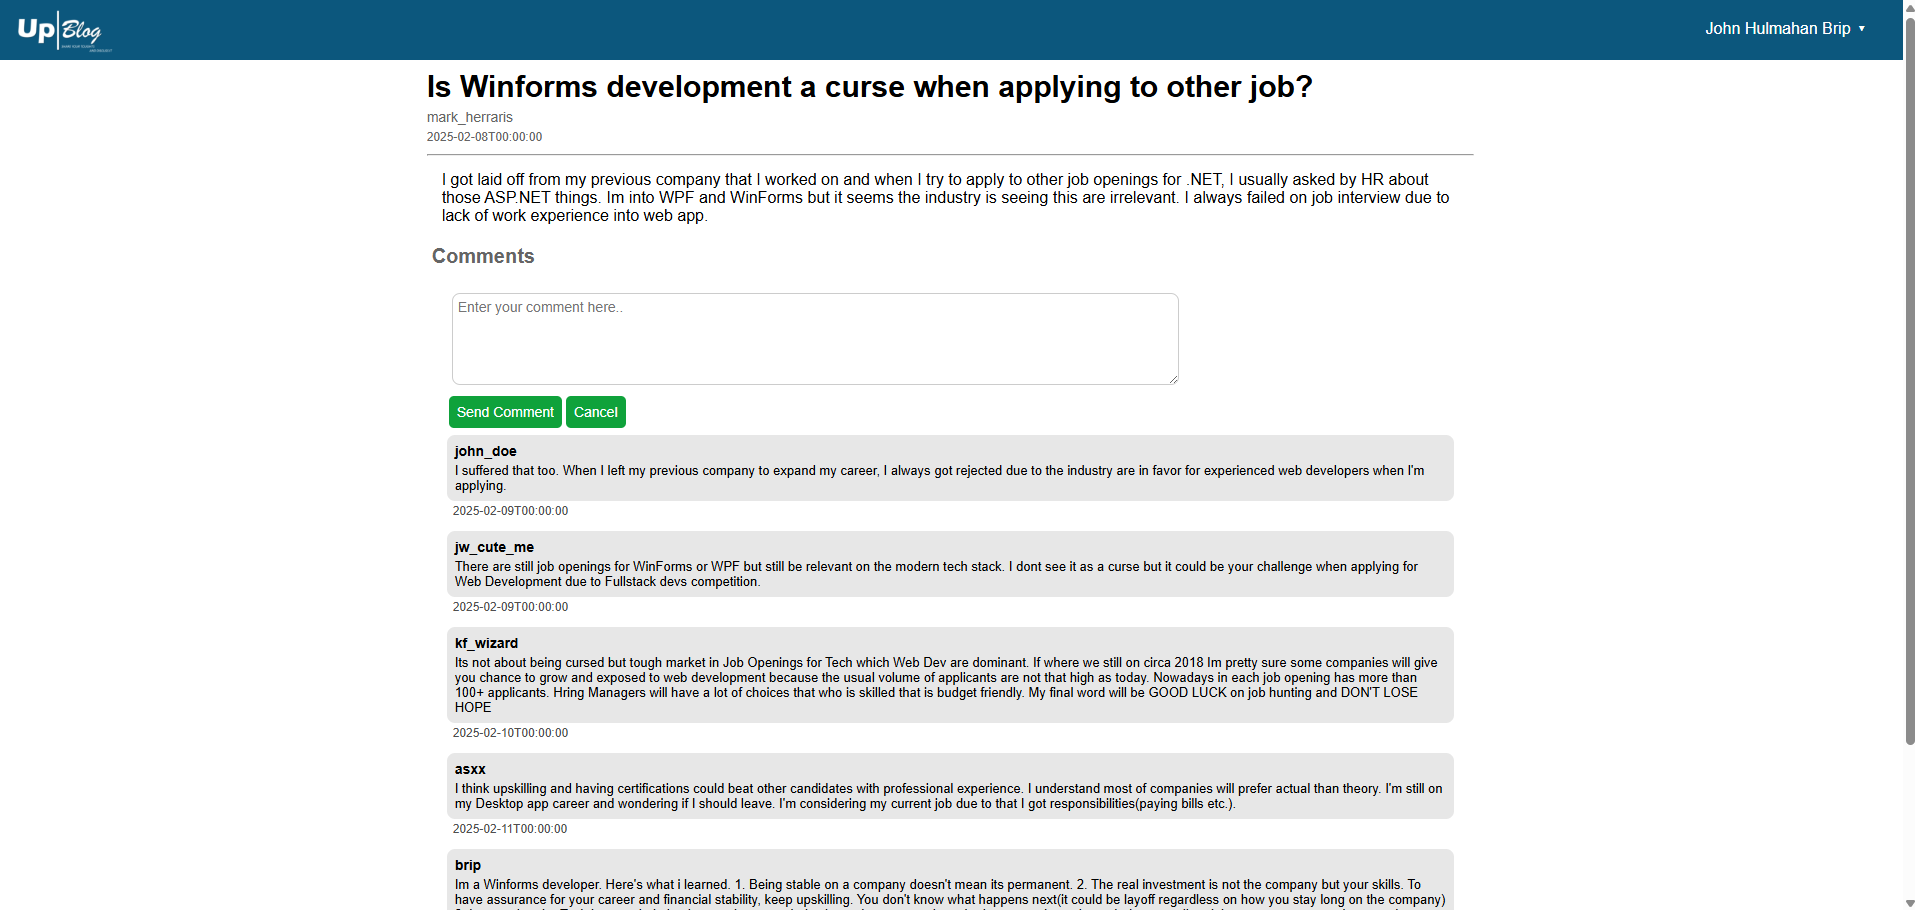 Up Blog
John Hulmahan Brip ▼
Is Winforms development a curse when applying to other job?
mark_herraris
2025-02-08T00:00:00
I got laid off from my previous company that I worked on and when I try to apply to other job openings for .NET, I usually asked by HR about
those ASP.NET things. Im into WPF and WinForms but it seems the industry is seeing this are irrelevant. I always failed on job interview due to
lack of work experience into web app.
Comments
Enter your comment here..
Send Comment Cancel
john_doe
I suffered that too. When I left my previous company to expand my career, I always got rejected due to the industry are in favor for experienced web developers when I'm
applying.
2025-02-09T00:00:00
jw_cute_me
There are still job openings for WinForms or WPF but still be relevant on the modern tech stack. I dont see it as a curse but it could be your challenge when applying for
Web Development due to Fullstack devs competition.
2025-02-09T00:00:00
kf_wizard
Its not about being cursed but tough market in Job Openings for Tech which Web Dev are dominant. If where we still on circa 2018 Im pretty sure some companies will give
you chance to grow and exposed to web development because the usual volume of applicants are not that high as today. Nowadays in each job opening has more than
100+ applicants. Hring Managers will have a lot of choices that who is skilled that is budget friendly. My final word will be GOOD LUCK on job hunting and DON'T LOSE
HOPE
2025-02-10T00:00:00
asxx
I think upskilling and having certifications could beat other candidates with professional experience. I understand most of companies will prefer actual than theory. I'm still on
my Desktop app career and wondering if I should leave. I'm considering my current job due to that I got responsibilities(paying bills etc.).
2025-02-11T00:00:00
brip
Im a Winforms developer. Here's what i learned. 1. Being stable on a company doesn't mean its permanent. 2. The real investment is not the company but your skills. To
have assurance for your career and financial stability, keep upskilling. You don't know what happens next(it could be layoff regardless on how you stay long on the company)